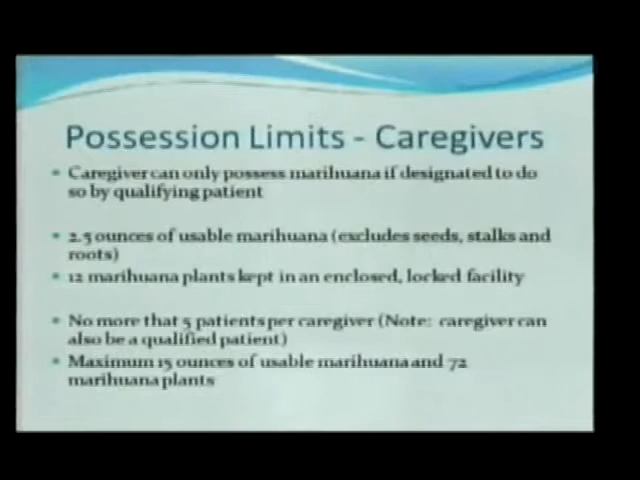 Possession Limits - Caregivers
• Caregiver can only possess marihuana if designated to do
so by qualifying patient
• 2.5 ounces of usable marihuana (excludes seeds, stalks and
roots)
• 12 marihuana plants kept in an enclosed, locked facility
• No more that 5 patients per caregiver (Note: caregiver can
also be a qualified patient)
• Maximum 15 ounces of usable marihuana and 72
marihuana plants